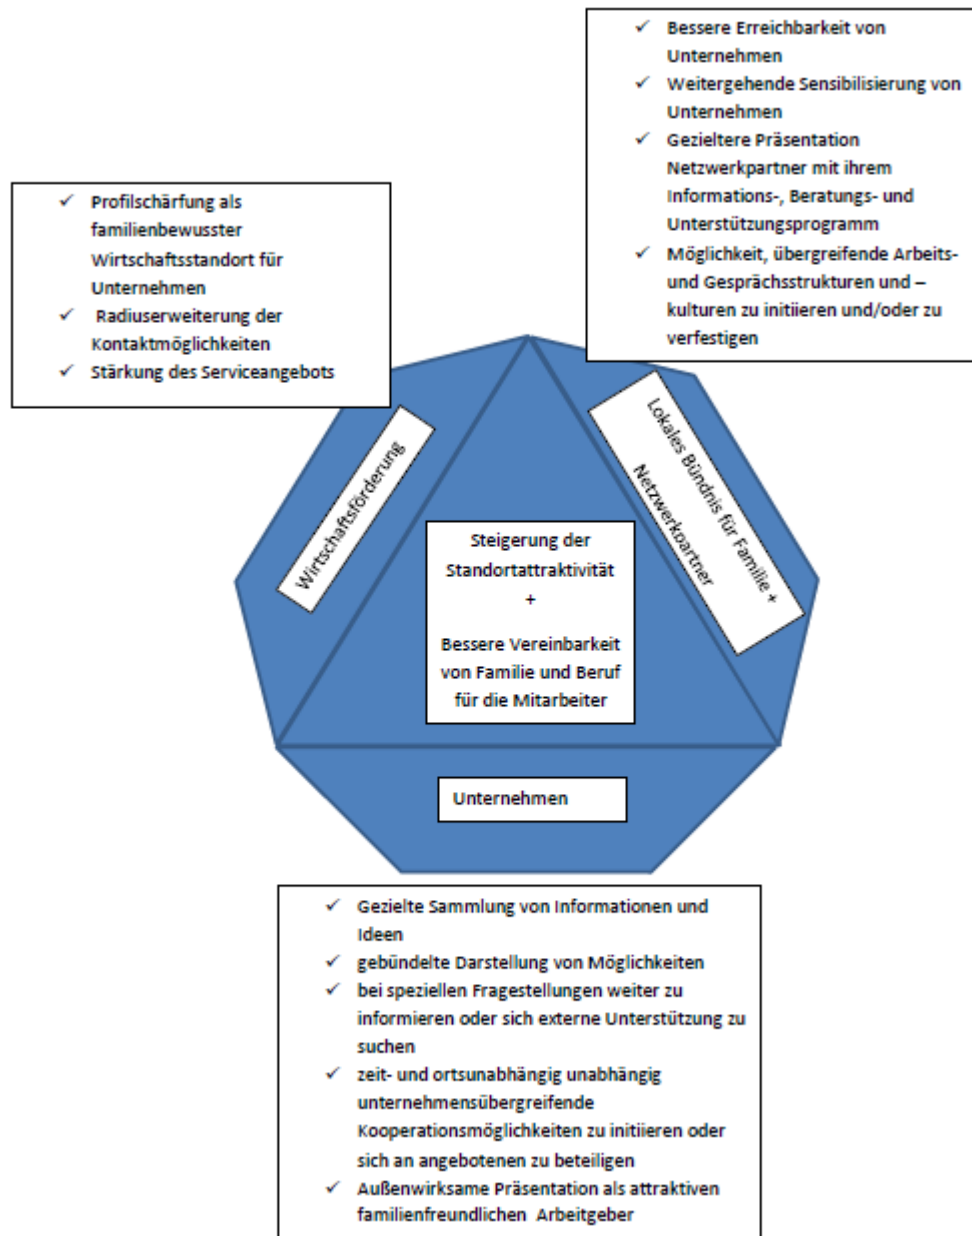 ✓ Bessere Erreichbarkeit von
Unternehmen
✓ Weitergehende Sensibilisierung von
Unternehmen
✓ Gezieltere Präsentation
Netzwerkpartner mit ihrem
Informations-, Beratungs- und
Unterstützungsprogramm
✓ Möglichkeit, übergreifende Arbeits-
und Gesprächsstrukturen und –
kulturen zu initiieren und/oder zu
verfestigen
✓ Profilschärfung als
familienbewusster
Wirtschaftsstandort für
Unternehmen
✓ Radiuserweiterung der
Kontaktmöglichkeiten
✓ Stärkung des Serviceangebots
Wirtschaftsförderung
Lokales Bündnis für Familie +
Netzwerkpartner
Steigerung der
Standortattraktivität
+
Bessere Vereinbarkeit
von Familie und Beruf
für die Mitarbeiter
Unternehmen
✓ Gezielte Sammlung von Informationen und
Ideen
✓ gebündelte Darstellung von Möglichkeiten
✓ bei speziellen Fragestellungen weiter zu
informieren oder sich externe Unterstützung zu
suchen
✓ zeit- und ortsunabhängig unabhängig
unternehmensübergreifende
Kooperationsmöglichkeiten zu initiieren oder
sich an angebotenen zu beteiligen
✓ Außenwirksame Präsentation als attraktiven
familienfreundlichen Arbeitgeber